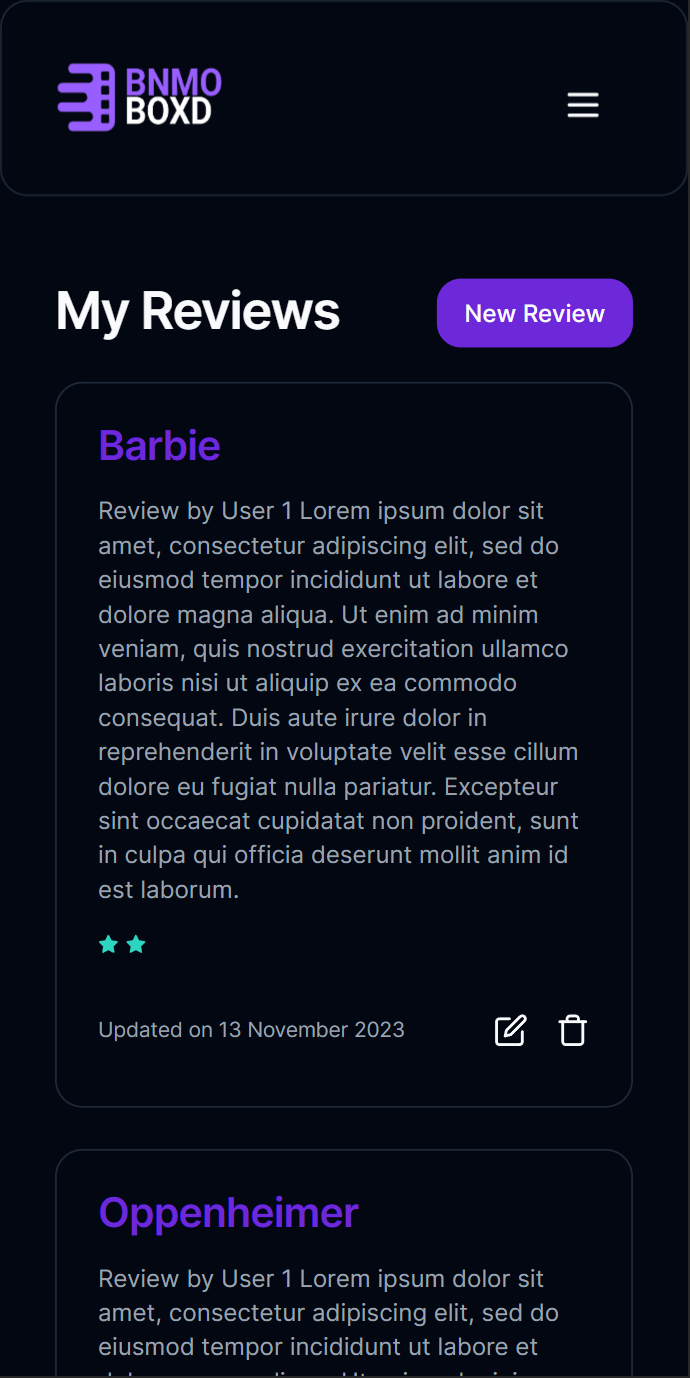 BNMO
BOXD
My Reviews
New Review
Barbie
Review by User 1 Lorem ipsum dolor sit
amet, consectetur adipiscing elit, sed do
eiusmod tempor incididunt ut labore et
dolore magna aliqua. Ut enim ad minim
veniam, quis nostrud exercitation ullamco
laboris nisi ut aliquip ex ea commodo
consequat. Duis aute irure dolor in
reprehenderit in voluptate velit esse cillum
dolore eu fugiat nulla pariatur. Excepteur
sint occaecat cupidatat non proident, sunt
in culpa qui officia deserunt mollit anim id
est laborum.
Updated on 13 November 2023
Oppenheimer
Review by User 1 Lorem ipsum dolor sit
amet, consectetur adipiscing elit, sed do
eiusmod tempor incididunt ut labore et